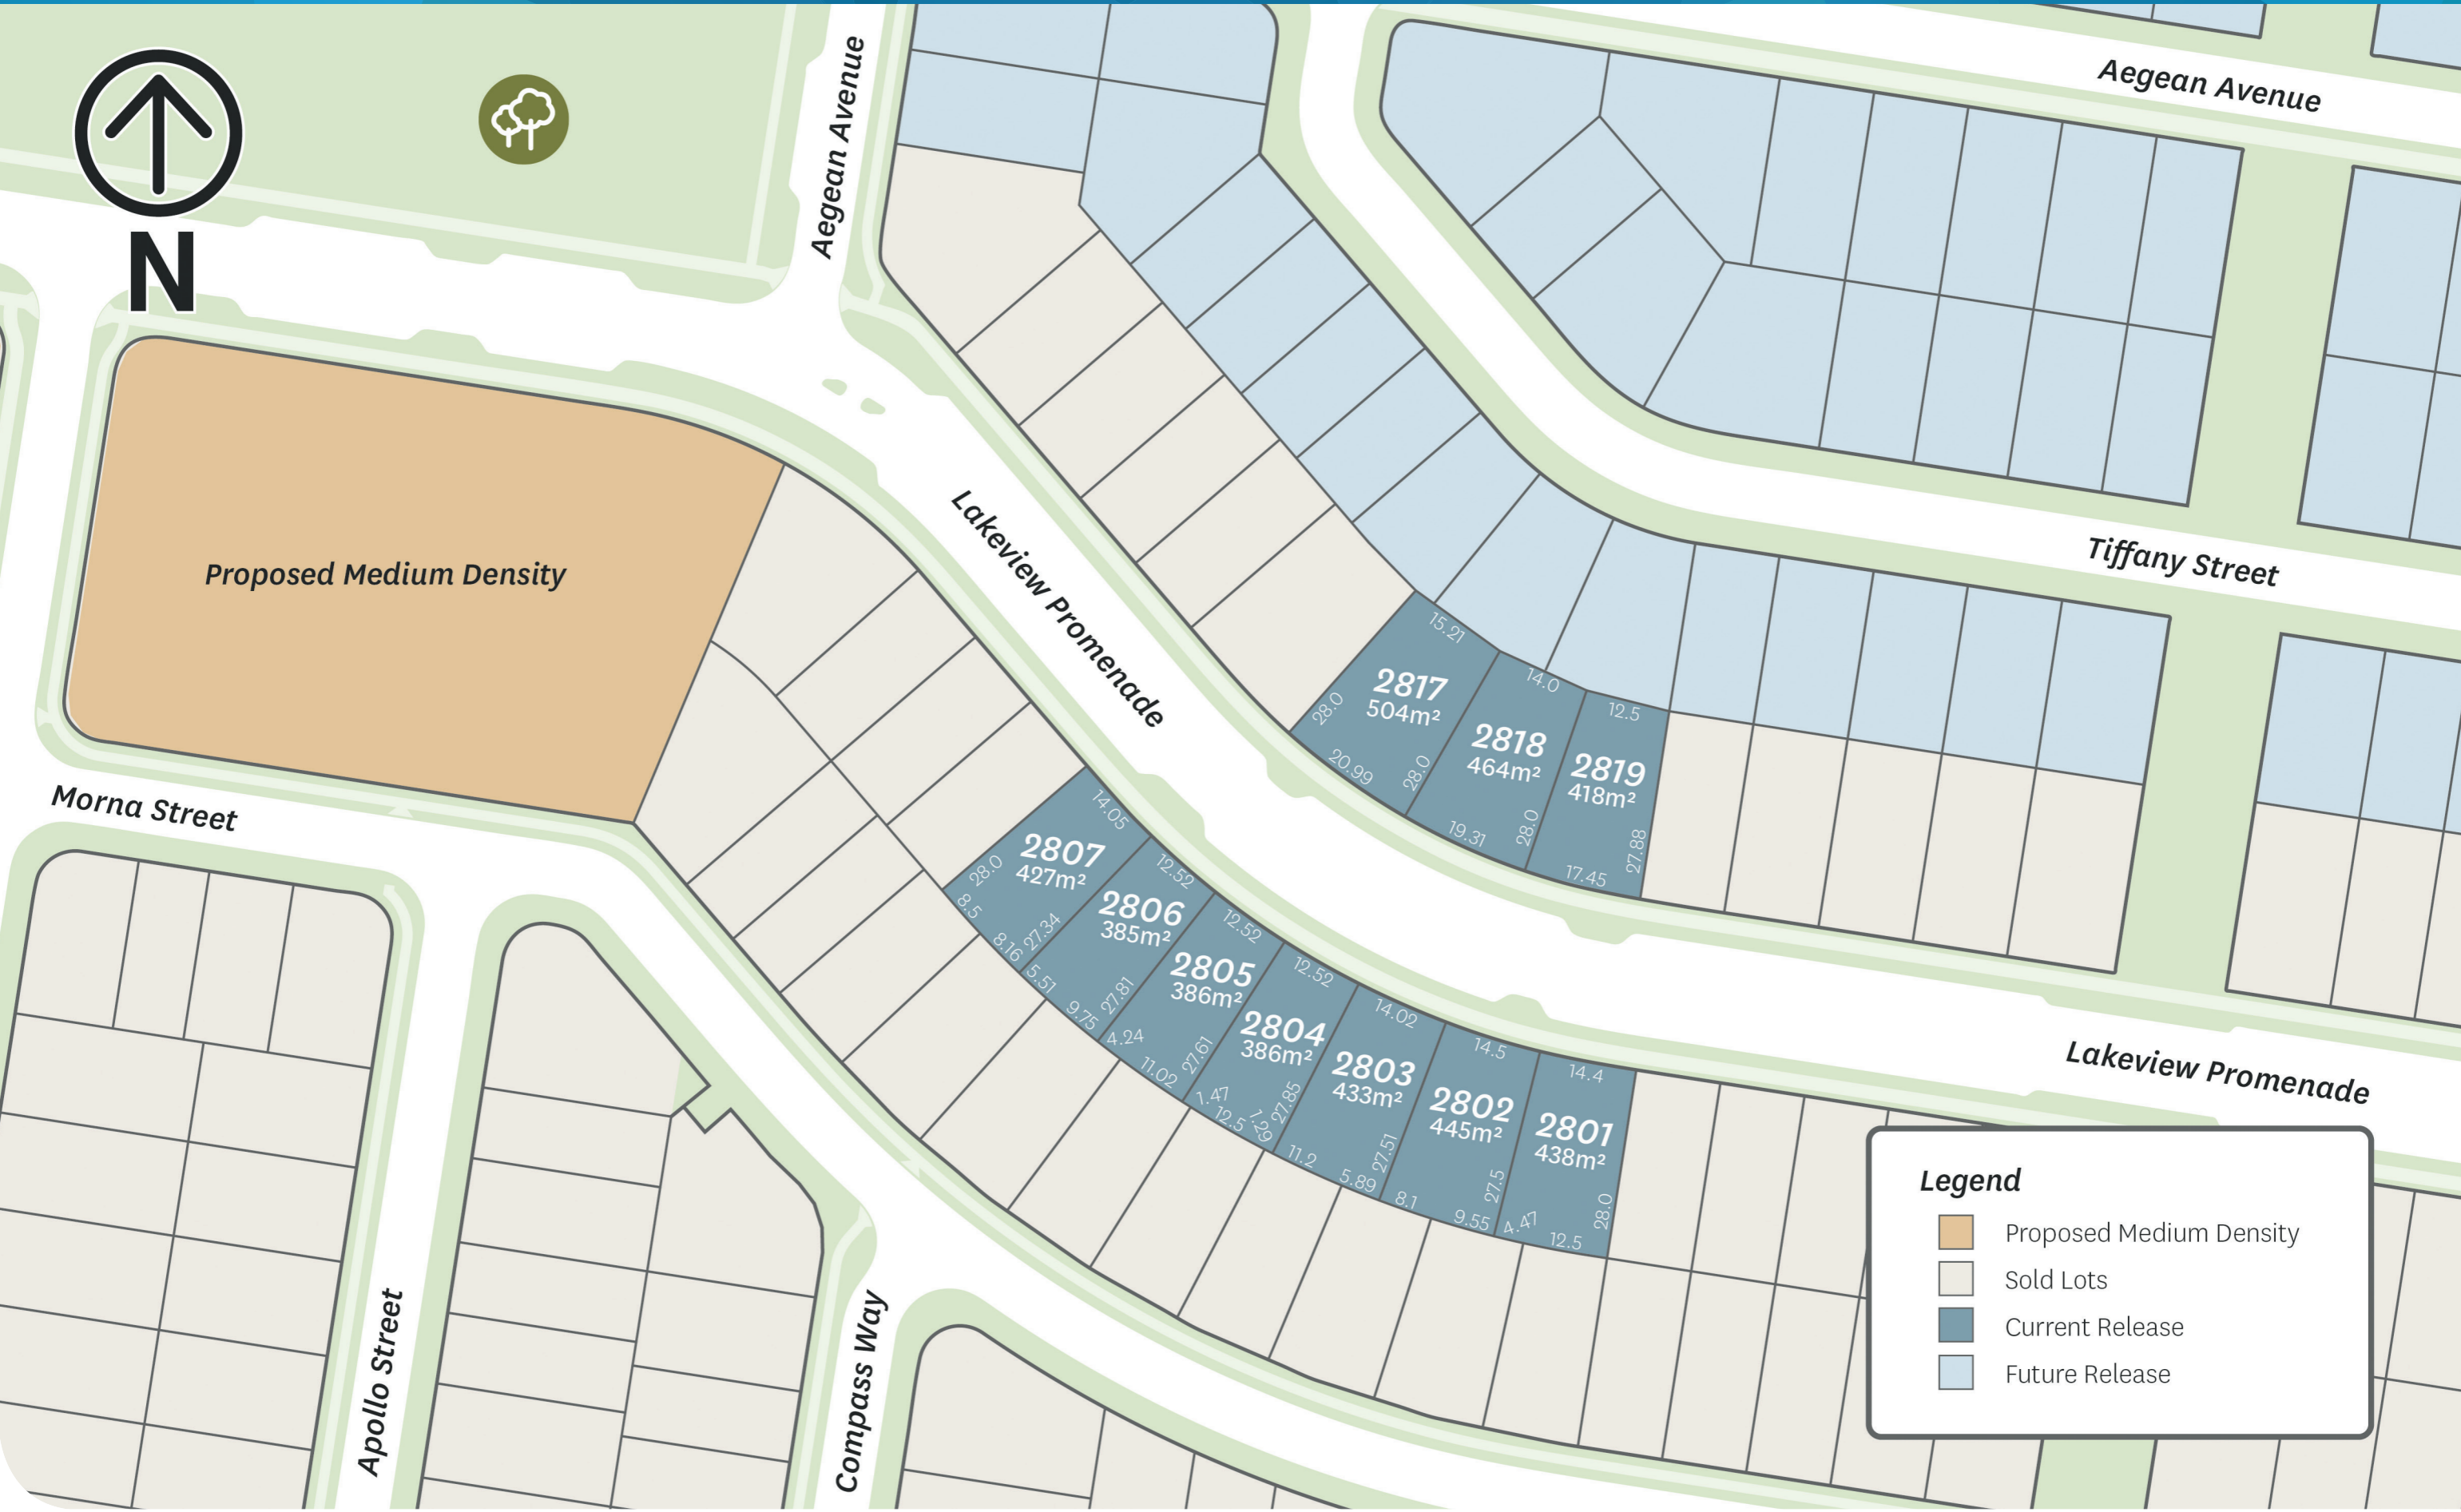 Aegean Avenue
Aegean Avenue
N
Proposed Medium Density
Lakeview Promenade
Tiffany Street
Morna Street
15.21
2817
504m²
28.0
20.99
28.0
14.0
2818
464m²
19.31
28.0
12.5
2819
418m²
17.45
27.88
14.05
2807
427m²
28.0
8.5
8.16
27.34
12.52
2806
385m²
5.51
9.75
27.81
12.52
2805
386m²
4.24
11.02
27.61
12.52
2804
386m²
1.47
12.5
1.29
27.85
14.02
2803
433m²
11.2
5.89
27.51
14.5
2802
445m²
8.1
9.55
27.5
14.4
2801
438m²
4.47
12.5
28.0
Lakeview Promenade
Apollo Street
Compass Way
Legend
Proposed Medium Density
Sold Lots
Current Release
Future Release